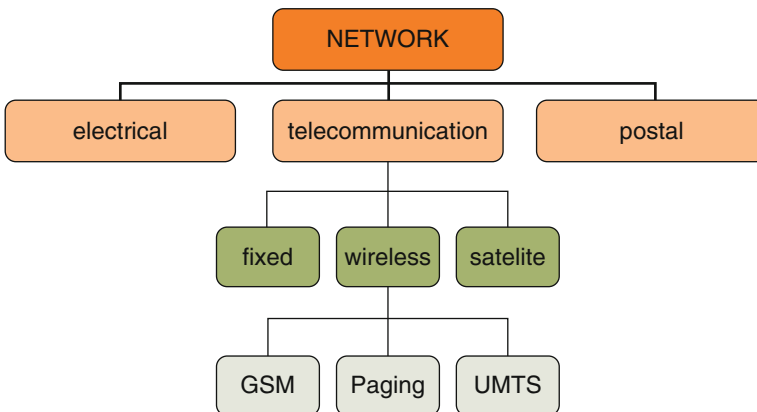 NETWORK
electrical
telecommunication
postal
fixed
wireless
satelite
GSM
Paging
UMTS